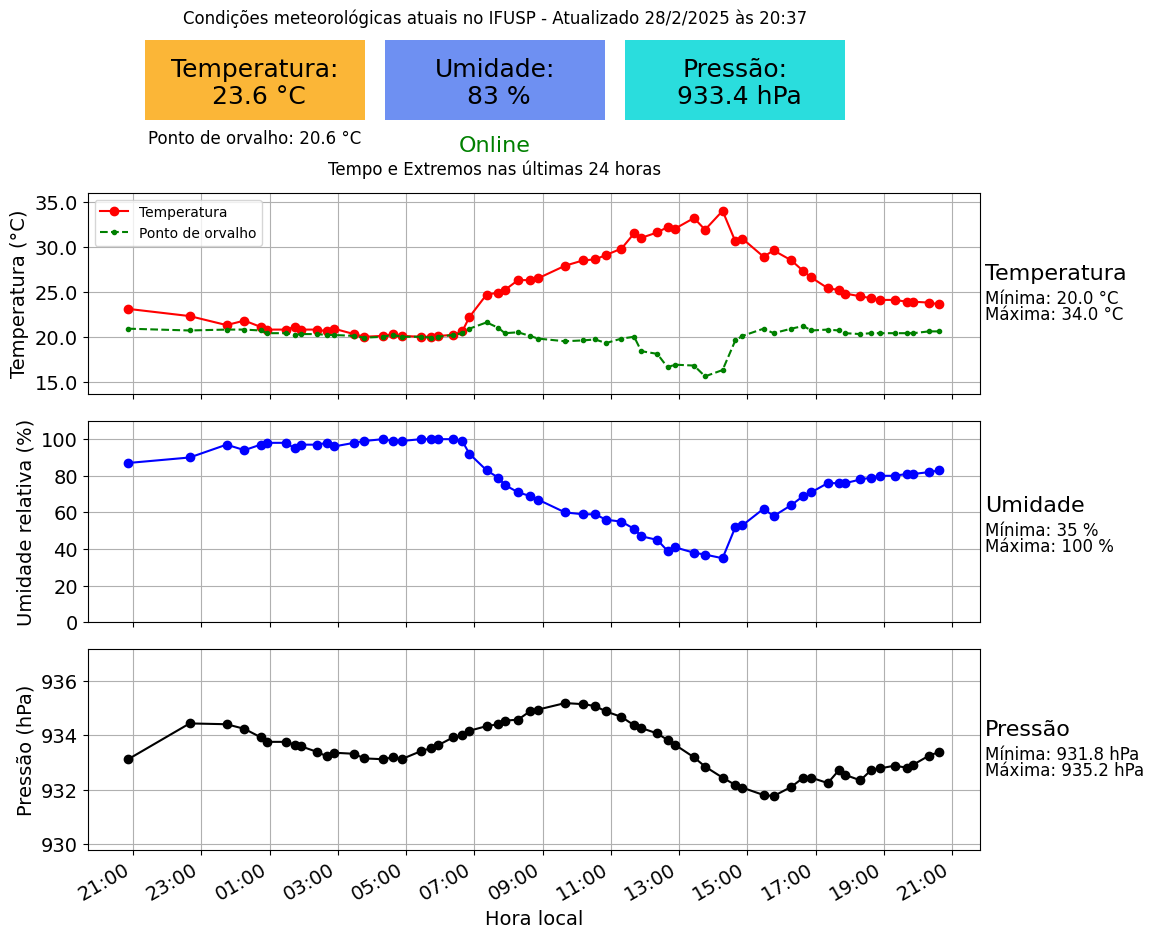 Condições meteorológicas atuais no IFUSP - Atualizado 28/2/2025 às 20:37
Temperatura:
23.6 °C
Umidade:
83 %
Pressão:
933.4 hPa
Ponto de orvalho: 20.6 °C
Online
Tempo e Extremos nas últimas 24 horas
Temperatura (°C)
35.0
30.0
25.0
20.0
15.0
Temperatura
Ponto de orvalho
Temperatura
Mínima: 20.0 °C
Máxima: 34.0 °C
Umidade relativa (%)
100
80
60
40
20
0
Umidade
Mínima: 35 %
Máxima: 100 %
Pressão (hPa)
936
934
932
930
Pressão
Mínima: 931.8 hPa
Máxima: 935.2 hPa
21:00 23:00 01:00 03:00 05:00 07:00 09:00 11:00 13:00 15:00 17:00 19:00 21:00
Hora local